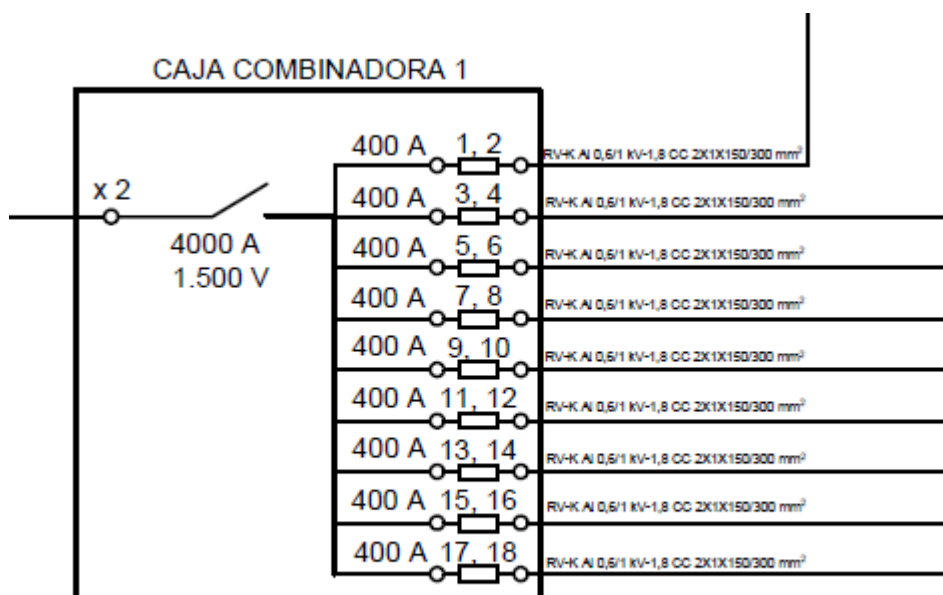 CAJA COMBINADORA 1
400 A 1, 2 RV-K Al 0,6/1 kV-1,8 CC 2X1X150/300 mm²
x 2
400 A 3, 4 RV-K Al 0,6/1 kV-1,8 CC 2X1X150/300 mm²
4000 A
1.500 V
400 A 5, 6 RV-K Al 0,6/1 kV-1,8 CC 2X1X150/300 mm²
400 A 7, 8 RV-K Al 0,6/1 kV-1,8 CC 2X1X150/300 mm²
400 A 9, 10 RV-K Al 0,6/1 kV-1,8 CC 2X1X150/300 mm²
400 A 11, 12 RV-K Al 0,6/1 kV-1,8 CC 2X1X150/300 mm²
400 A 13, 14 RV-K Al 0,6/1 kV-1,8 CC 2X1X150/300 mm²
400 A 15, 16 RV-K Al 0,6/1 kV-1,8 CC 2X1X150/300 mm²
400 A 17, 18 RV-K Al 0,6/1 kV-1,8 CC 2X1X150/300 mm²